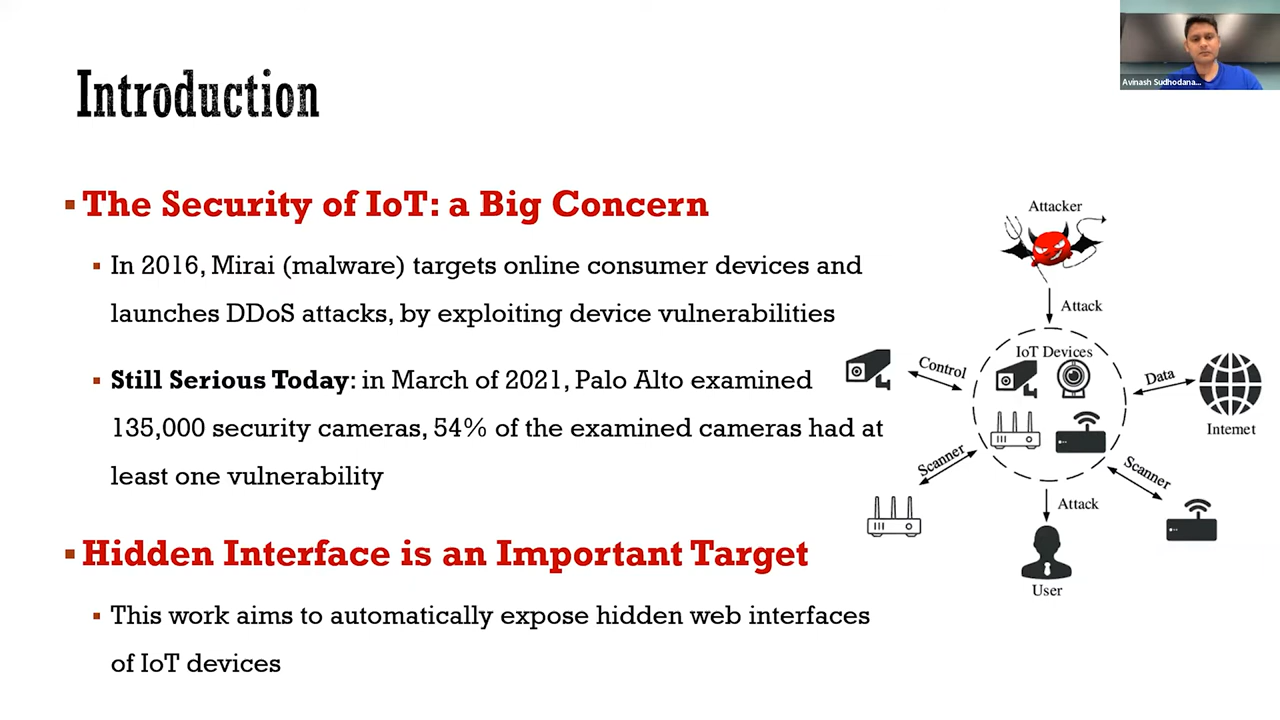 Introduction
Avinash Sudhodana...
The Security of IoT: a Big Concern
In 2016, Mirai (malware) targets online consumer devices and
launches DDoS attacks, by exploiting device vulnerabilities
Still Serious Today: in March of 2021, Palo Alto examined
135,000 security cameras, 54% of the examined cameras had at
least one vulnerability
Hidden Interface is an Important Target
This work aims to automatically expose hidden web interfaces
of IoT devices
Attacker
Attack
IoT Devices
Control
Data
Internet
Scanner
Scanner
Attack
User